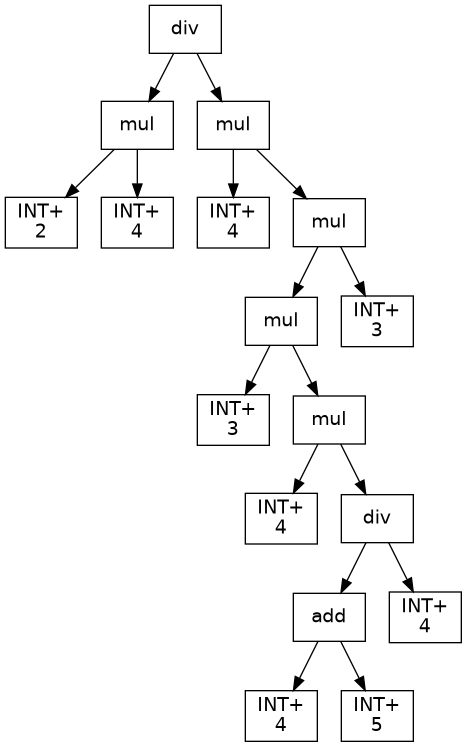 div
mul
mul
INT+
2
INT+
4
INT+
4
mul
mul
INT+
3
INT+
3
mul
INT+
4
div
add
INT+
4
INT+
4
INT+
5